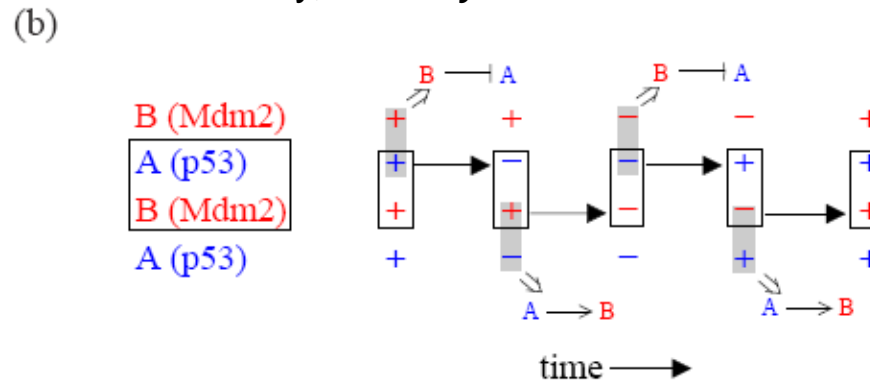 (b)
B ⊣ A B ⊣ A
B (Mdm2) + + − − +
A (p53) + − − + +
B (Mdm2) + + − − +
A (p53) + − − + +
A → B A → B
time →